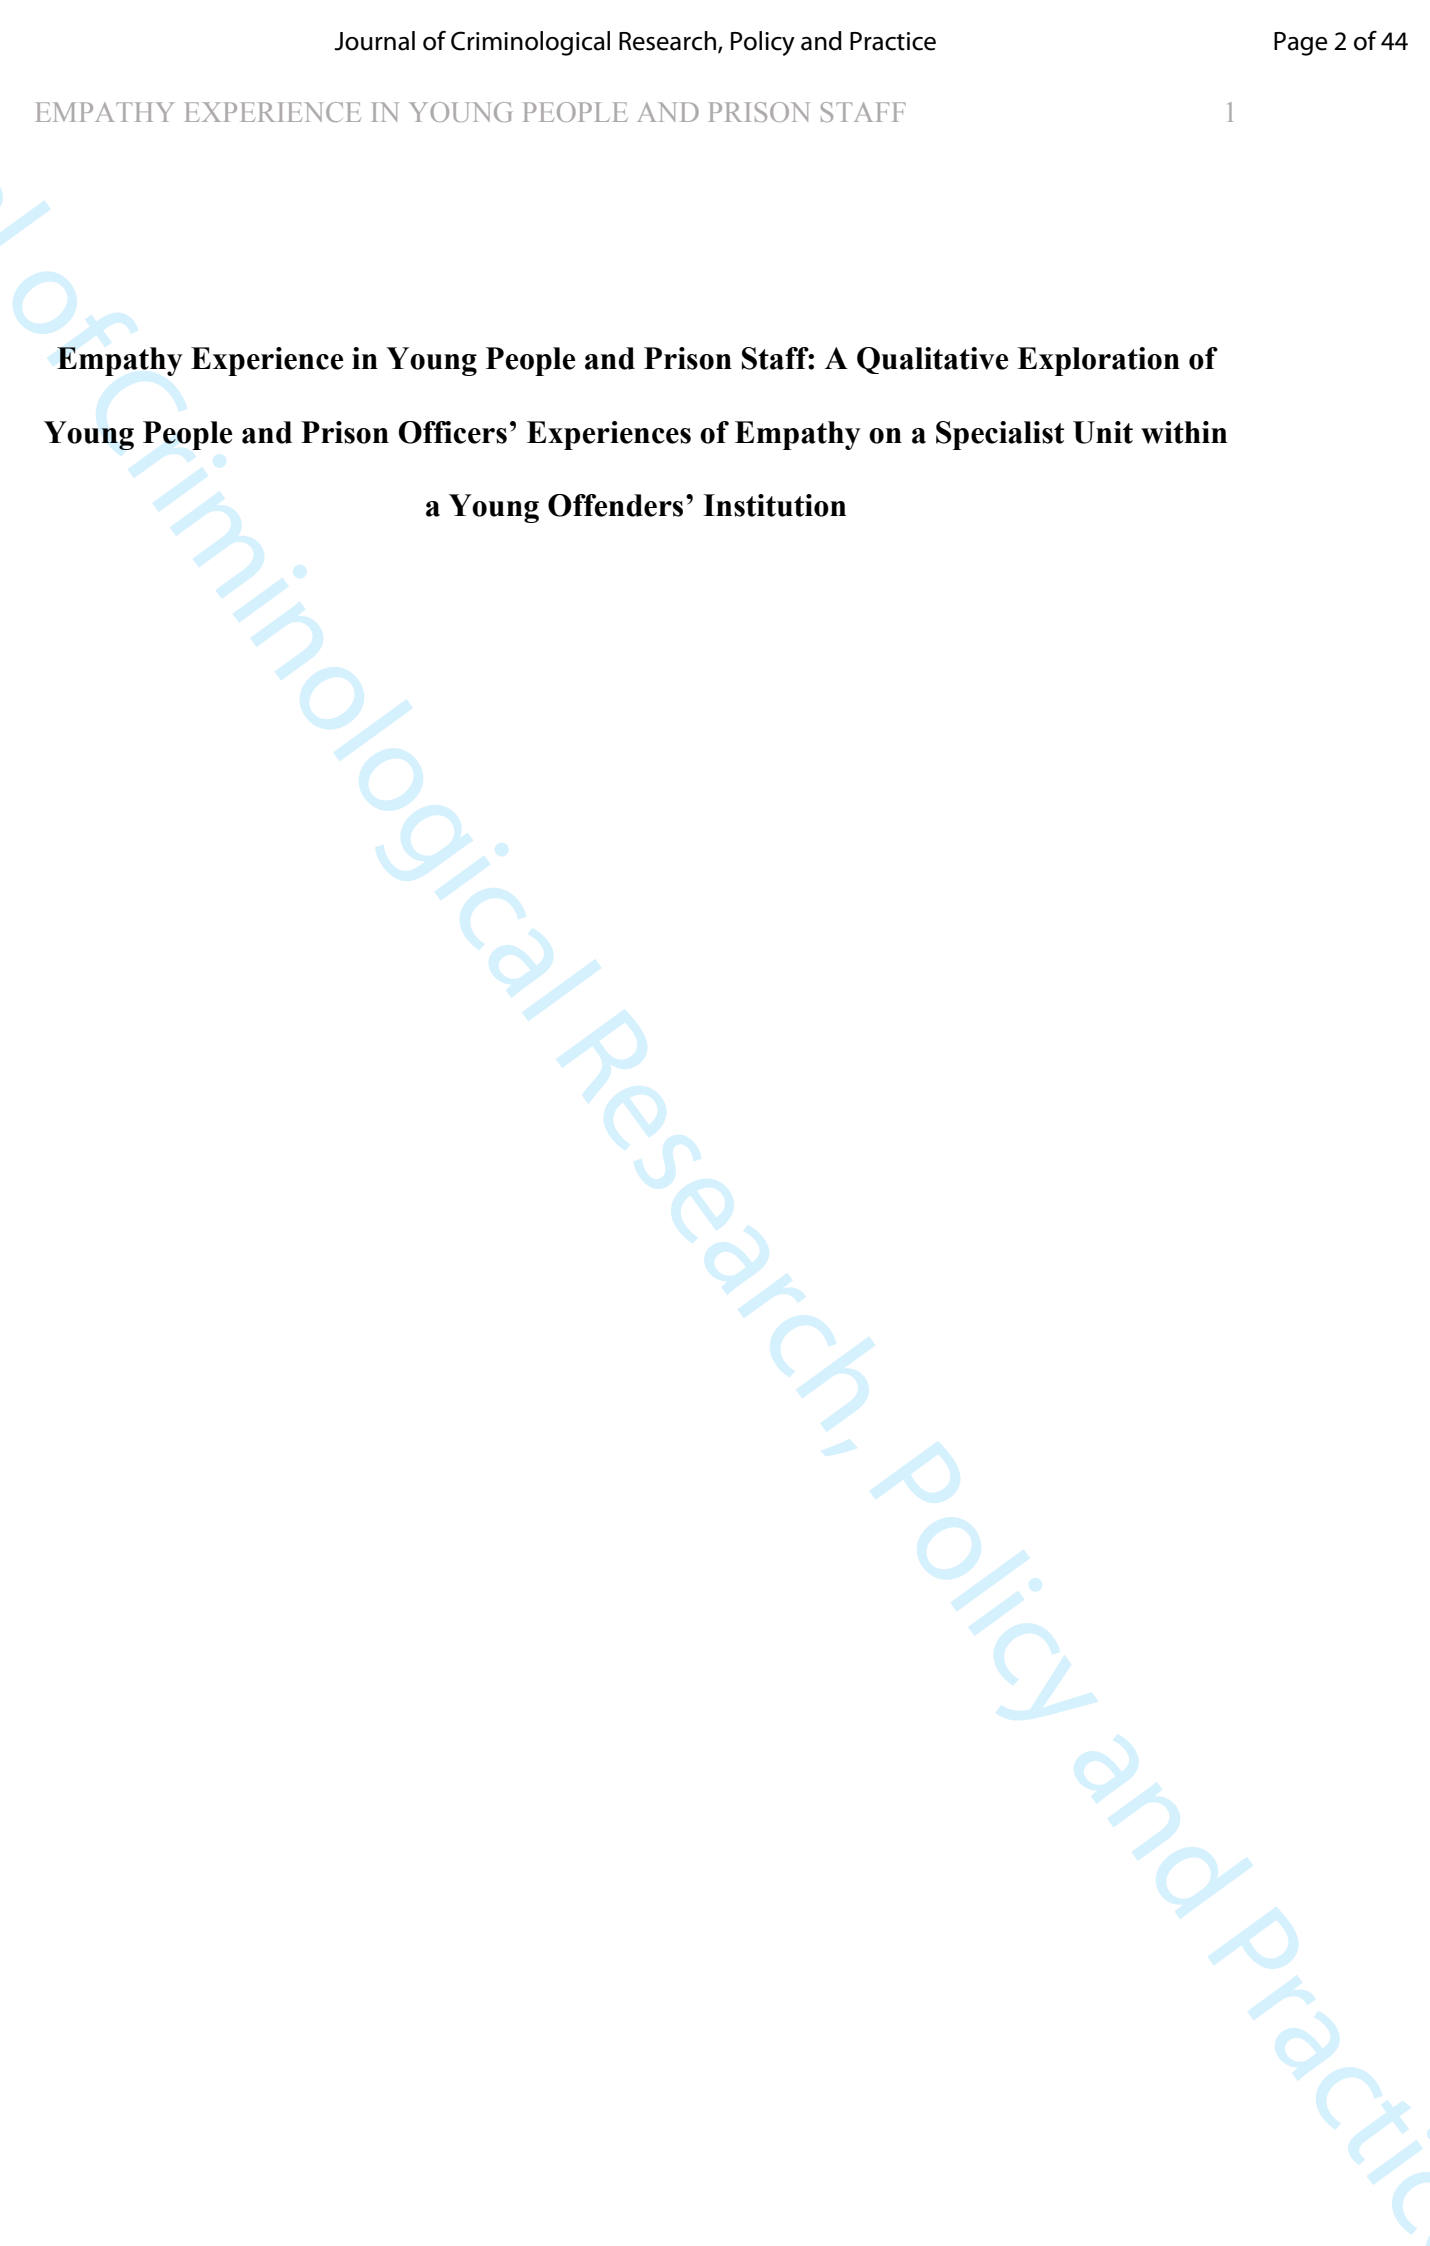 Journal of Criminological Research, Policy and Practice
Page 2 of 44
EMPATHY EXPERIENCE IN YOUNG PEOPLE AND PRISON STAFF 1
Empathy Experience in Young People and Prison Staff: A Qualitative Exploration of
Young People and Prison Officers’ Experiences of Empathy on a Specialist Unit within
a Young Offenders’ Institution
l of Criminological Research, Policy and Practic